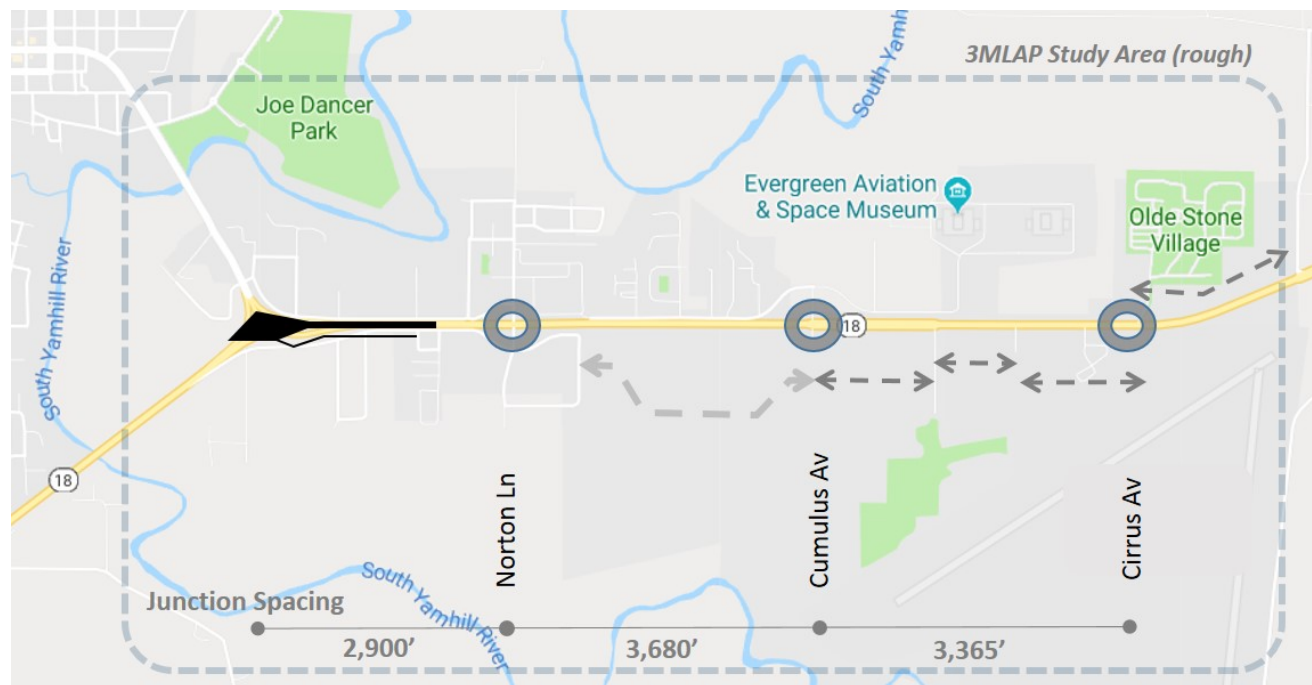 3MLAP Study Area (rough)
South Yamh
Joe Dancer
Park
Evergreen Aviation
& Space Museum
Olde Stone
Village
South Yamhill River
18
18
Norton Ln
Cumulus Av
Cirrus Av
South Yamhill River
Junction Spacing
2,900’
3,680’
3,365’